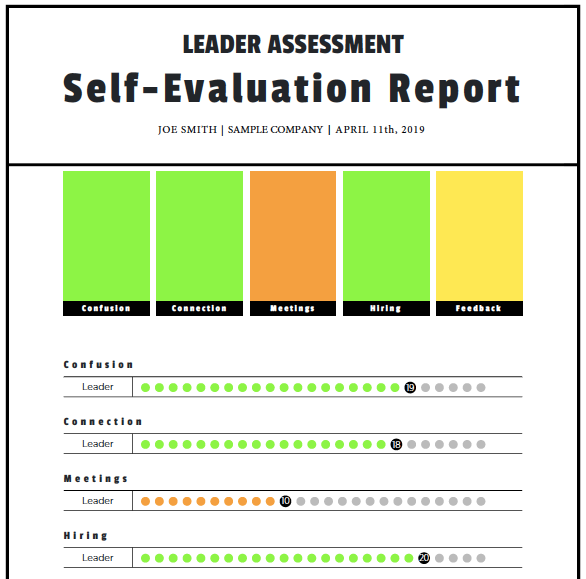 LEADER ASSESSMENT
Self-Evaluation Report
JOE SMITH | SAMPLE COMPANY | APRIL 11th, 2019
Confusion Connection Meetings Hiring Feedback
Confusion
Leader 19
Connection
Leader 18
Meetings
Leader 10
Hiring
Leader 20